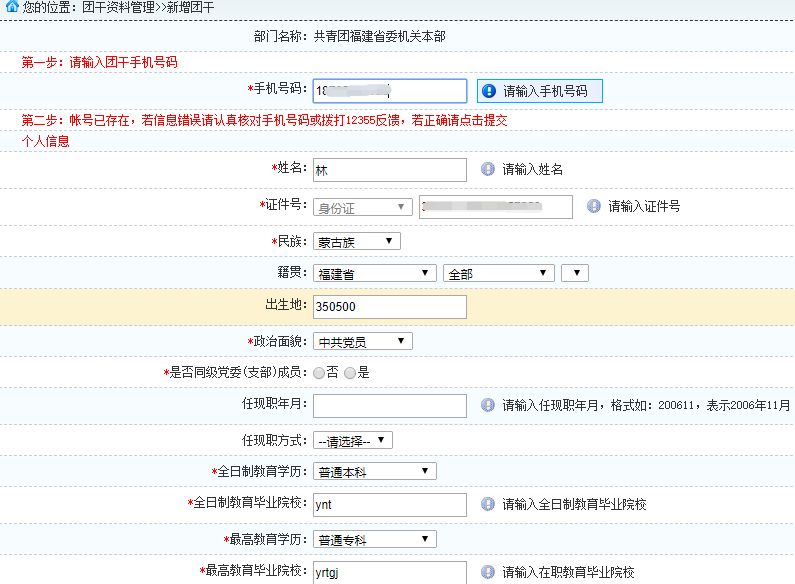 您的位置：团干资料管理>>新增团干
部门名称：共青团福建省委机关本部
第一步：请输入团干手机号码
*手机号码： 18 请输入手机号码
第二步：帐号已存在，若信息错误请认真核对手机号码或拨打12355反馈，若正确请点击提交
个人信息
*姓名： 林 请输入姓名
*证件号： 身份证 请输入证件号
*民族： 蒙古族
籍贯： 福建省 全部
出生地： 350500
*政治面貌： 中共党员
*是否同级党委(支部)成员： 否 是
任现职年月： 请输入任现职年月，格式如：200611，表示2006年11月
任现职方式： --请选择--
*全日制教育学历： 普通本科
*全日制教育毕业院校： ynt 请输入全日制教育毕业院校
*最高教育学历： 普通专科
*最高教育毕业院校： yrtgj 请输入在职教育毕业院校